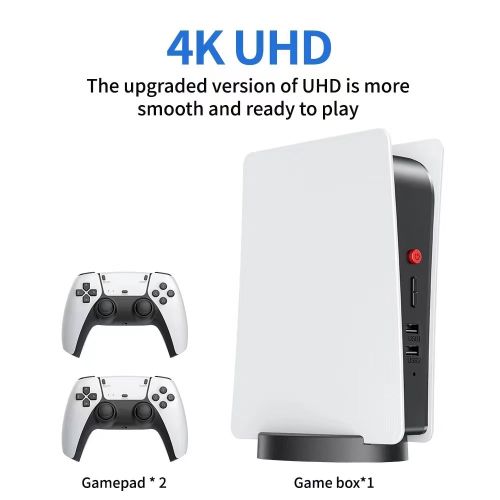 4K UHD
The upgraded version of UHD is more
smooth and ready to play
Gamepad * 2
Game box*1